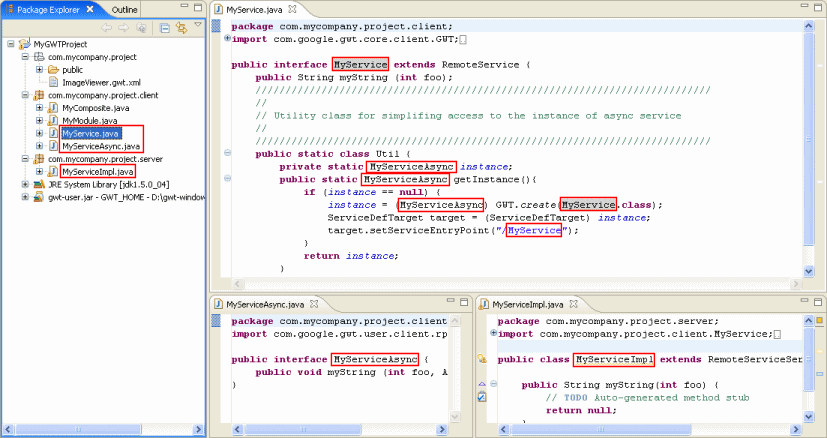 Package Explorer
Outline
MyGWTProject
com.mycompany.project
public
ImageViewer.gwt.xml
com.mycompany.project.client
MyComposite.java
MyModule.java
MyService.java
MyServiceAsync.java
com.mycompany.project.server
MyServiceImpl.java
JRE System Library [jdk1.5.0_04]
gwt-user.jar - GWT_HOME - D:\gwt-window
MyService.java
package com.mycompany.project.client;
import com.google.gwt.core.client.GWT;
public interface MyService extends RemoteService {
public String myString (int foo);
//////////////////////////////////////////////////////////////////////
//
// Utility class for simplifing access to the instance of async service
//
//////////////////////////////////////////////////////////////////////
public static class Util {
private static MyServiceAsync instance;
public static MyServiceAsync getInstance(){
if (instance == null) {
instance = (MyServiceAsync) GWT.create(MyService.class);
ServiceDefTarget target = (ServiceDefTarget) instance;
target.setServiceEntryPoint("/MyService");
}
return instance;
}
MyServiceAsync.java
package com.mycompany.project.client
import com.google.gwt.user.client.rp
public interface MyServiceAsync {
public void myString (int foo, A
}
MyServiceImpl.java
package com.mycompany.project.server;
import com.mycompany.project.client.MyService;
public class MyServiceImpl extends RemoteServiceSer
public String myString(int foo) {
// TODO Auto-generated method stub
return null;
}